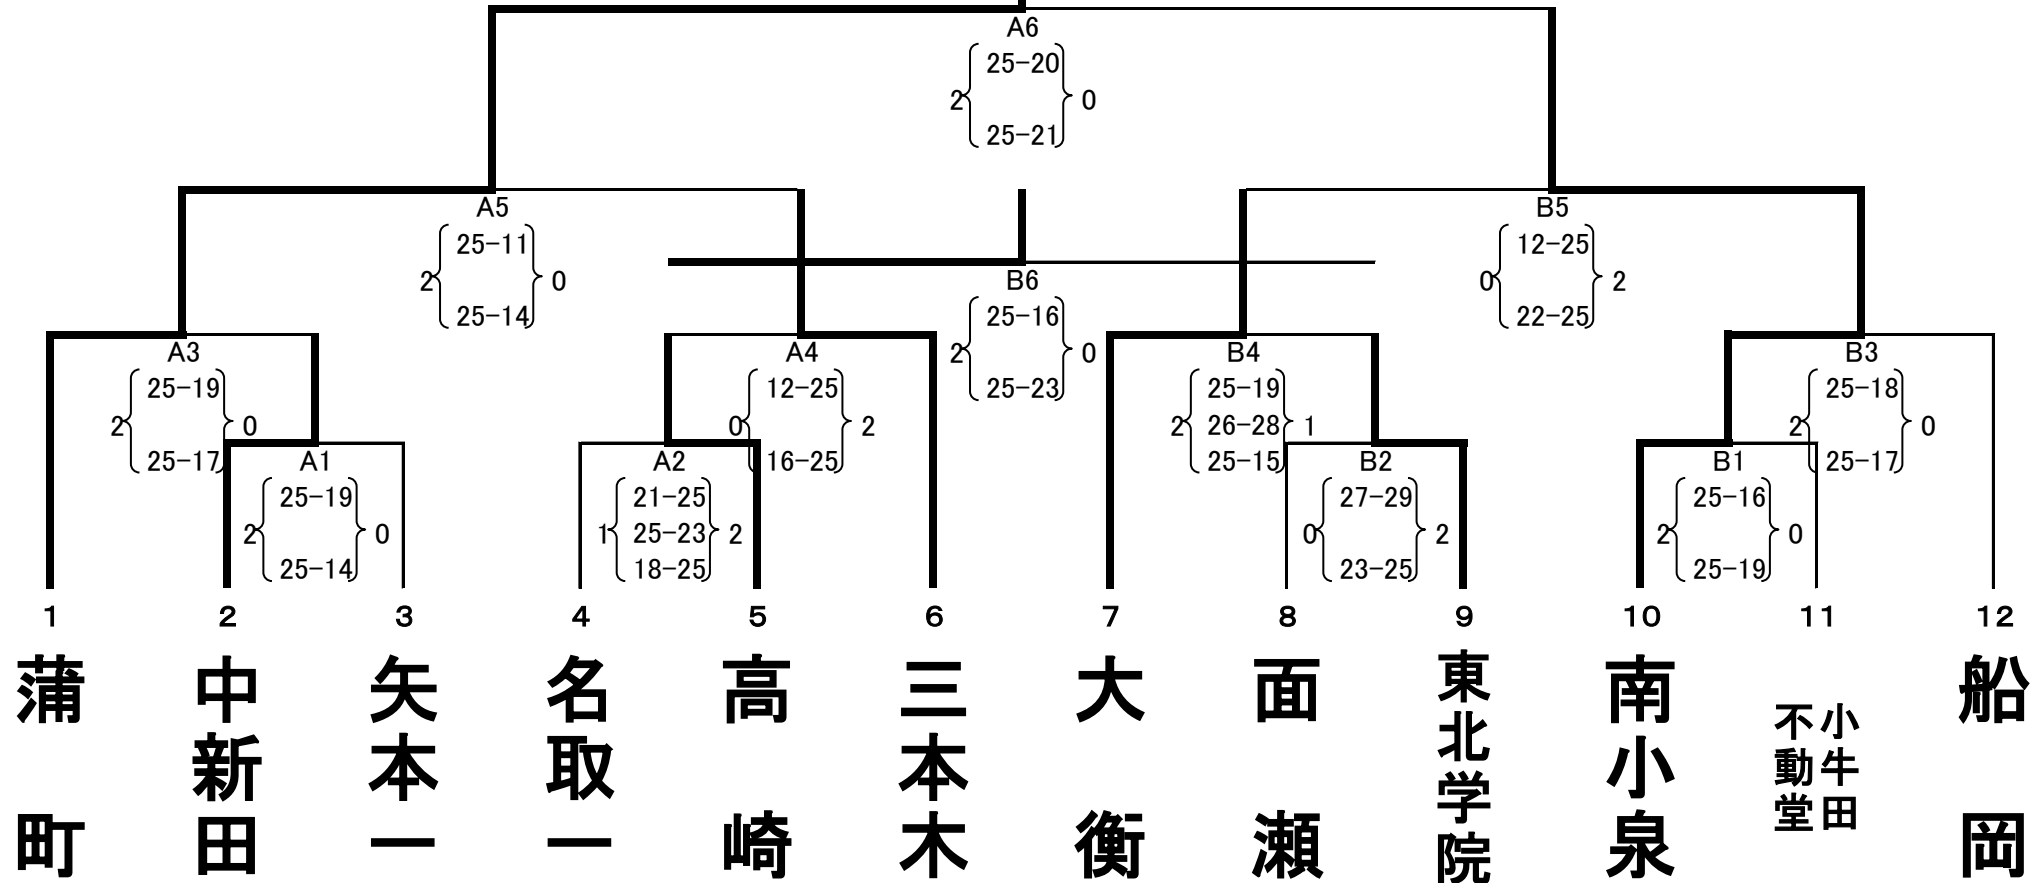 A6
25-20
2 0
25-21
A5
25-11
2 0
25-14
B5
12-25
0 2
22-25
B6
25-16
2 0
25-23
A3
25-19
2 0
25-17
A4
12-25
0 2
16-25
B4
25-19
2 26-28 1
25-15
B3
25-18
2 0
25-17
A1
25-19
2 0
25-14
A2
21-25
1 25-23 2
18-25
B2
27-29
0 2
23-25
B1
25-16
2 0
25-19
1 2 3 4 5 6 7 8 9 10 11 12
蒲町
中新田
矢本一
名取一
高崎
三本木
大衡
面瀬
東北学院
南小泉
小牛田
不動堂
船岡